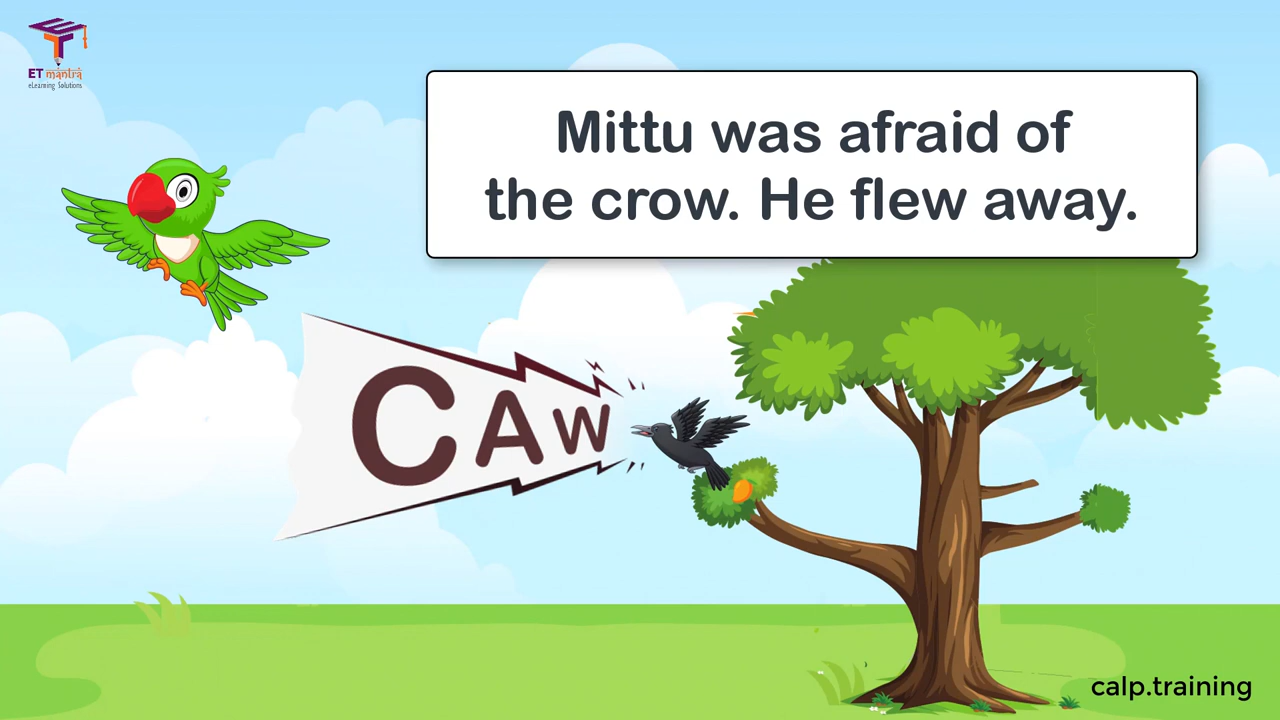 ET mantra
eLearning Solutions
Mittu was afraid of
the crow. He flew away.
CAW
calp.training